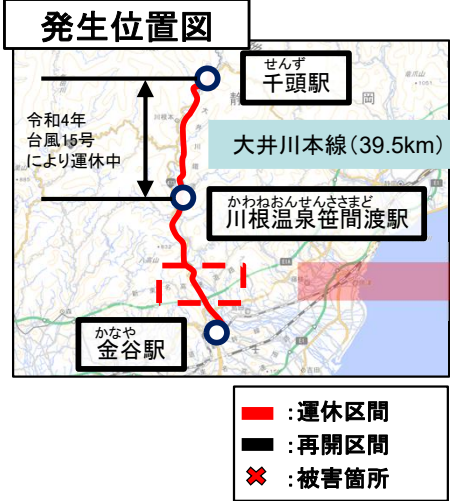 発生位置図
せんず
千頭駅
静
岡
令和4年
台風15号
により運休中
大井川本線(39.5km)
かわねおんせんささまど
川根温泉笹間渡駅
かなや
金谷駅
:運休区間
:再開区間
:被害箇所